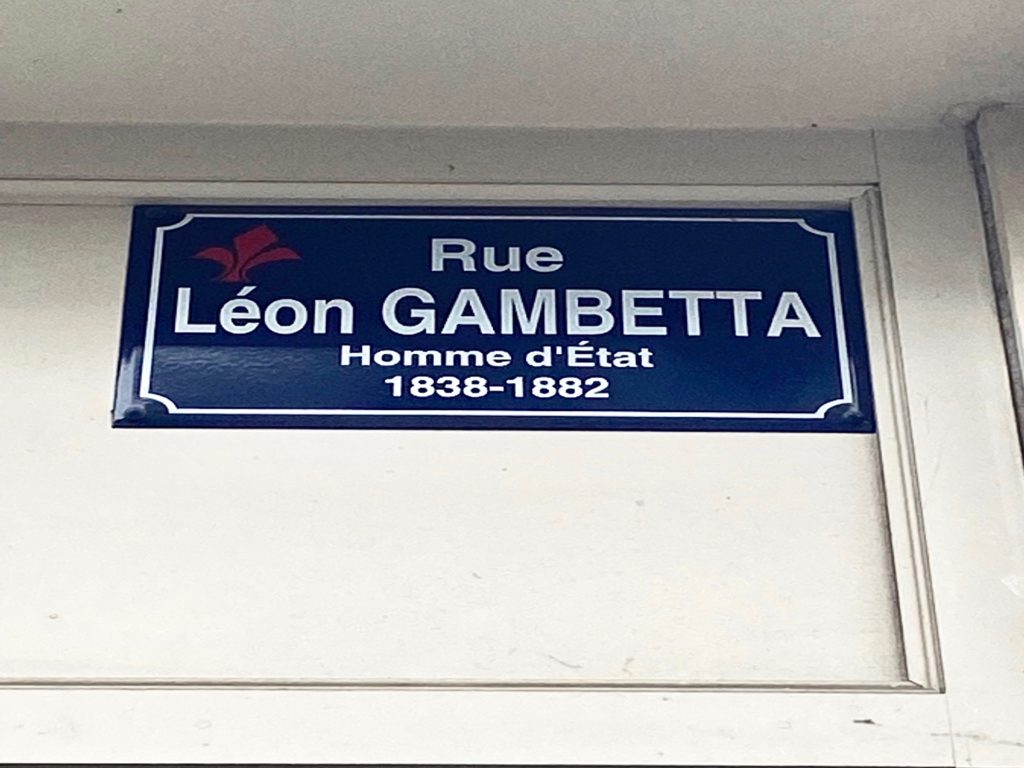 Rue
Léon GAMBETTA
Homme d'État
1838-1882